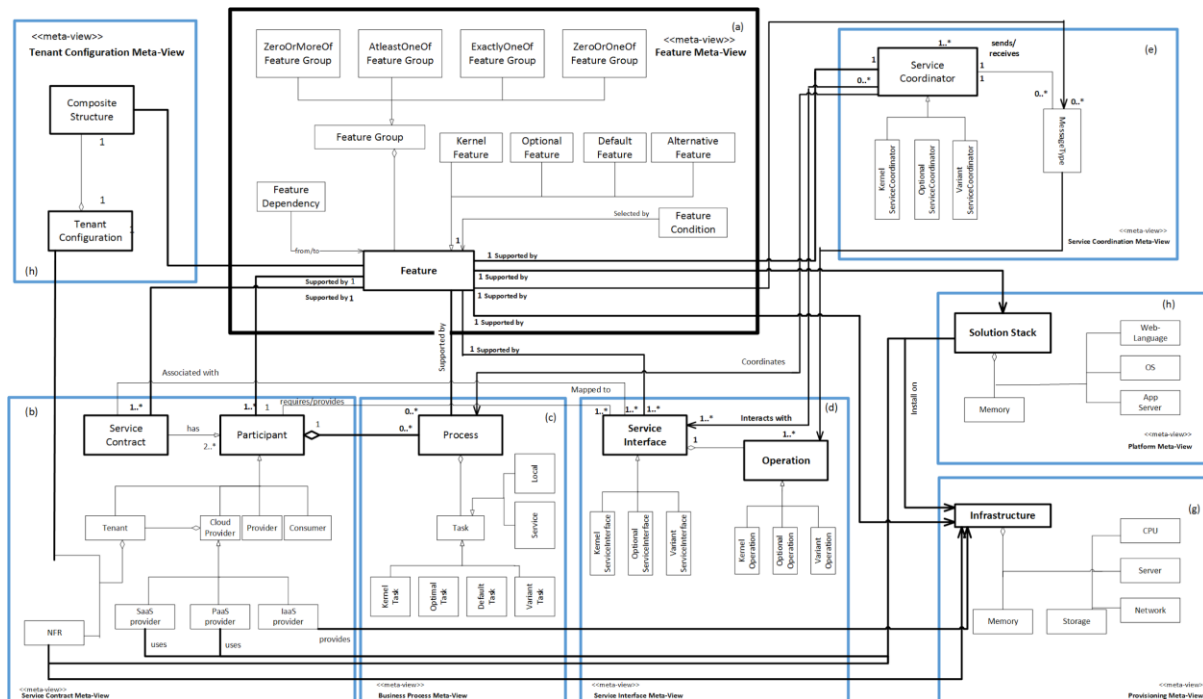 <<meta-view>>
Tenant Configuration Meta-View
Composite
Structure
1
1
Tenant
Configuration
1
(h)
(a)
<<meta-view>>
Feature Meta-View
ZeroOrMoreOf
Feature Group
AtleastOneOf
Feature Group
ExactlyOneOf
Feature Group
ZeroOrOneOf
Feature Group
Feature Group
Kernel
Feature
Optional
Feature
Default
Feature
Alternative
Feature
Feature
Dependency
from/to
Selected by
Feature
Condition
1
Feature
Supported by 1
Supported by 1
1 Supported by
1 Supported by
1 Supported by
1 Supported by
1 Supported by
Supported by
(e)
1..*
sends/
receives
1
0..*
Service
Coordinator
1
1
0..*
0..*
MessageType
Kernel
ServiceCoordinator
Optional
ServiceCoordinator
Variant
ServiceCoordinator
<<meta-view>>
Service Coordination Meta-View
(h)
Solution Stack
Web-
Language
OS
App
Server
Memory
Install on
<<meta-view>>
Platform Meta-View
Associated with
Mapped to
Coordinates
requires/provides
Interacts with
(b)
1..*
Service
Contract
has
1..*
1
2..*
Participant
1
0..*
0..*
Tenant
Cloud
Provider
Provider
Consumer
SaaS
provider
PaaS
provider
IaaS
provider
NFR
uses
uses
provides
<<meta-view>>
Service Contract Meta-View
(c)
Process
Local
Service
Task
Kernel
Task
Optimal
Task
Default
Task
Variant
Task
<<meta-view>>
Business Process Meta-View
(d)
1..*
1..*
1..*
1..*
Service
Interface
1
1..*
Operation
Kernel
ServiceInterface
Optional
ServiceInterface
Variant
ServiceInterface
Kernel
Operation
Optional
Operation
Variant
Operation
<<meta-view>>
Service Interface Meta-View
(g)
Infrastructure
CPU
Server
Network
Memory
Storage
<<meta-view>>
Provisioning Meta-View